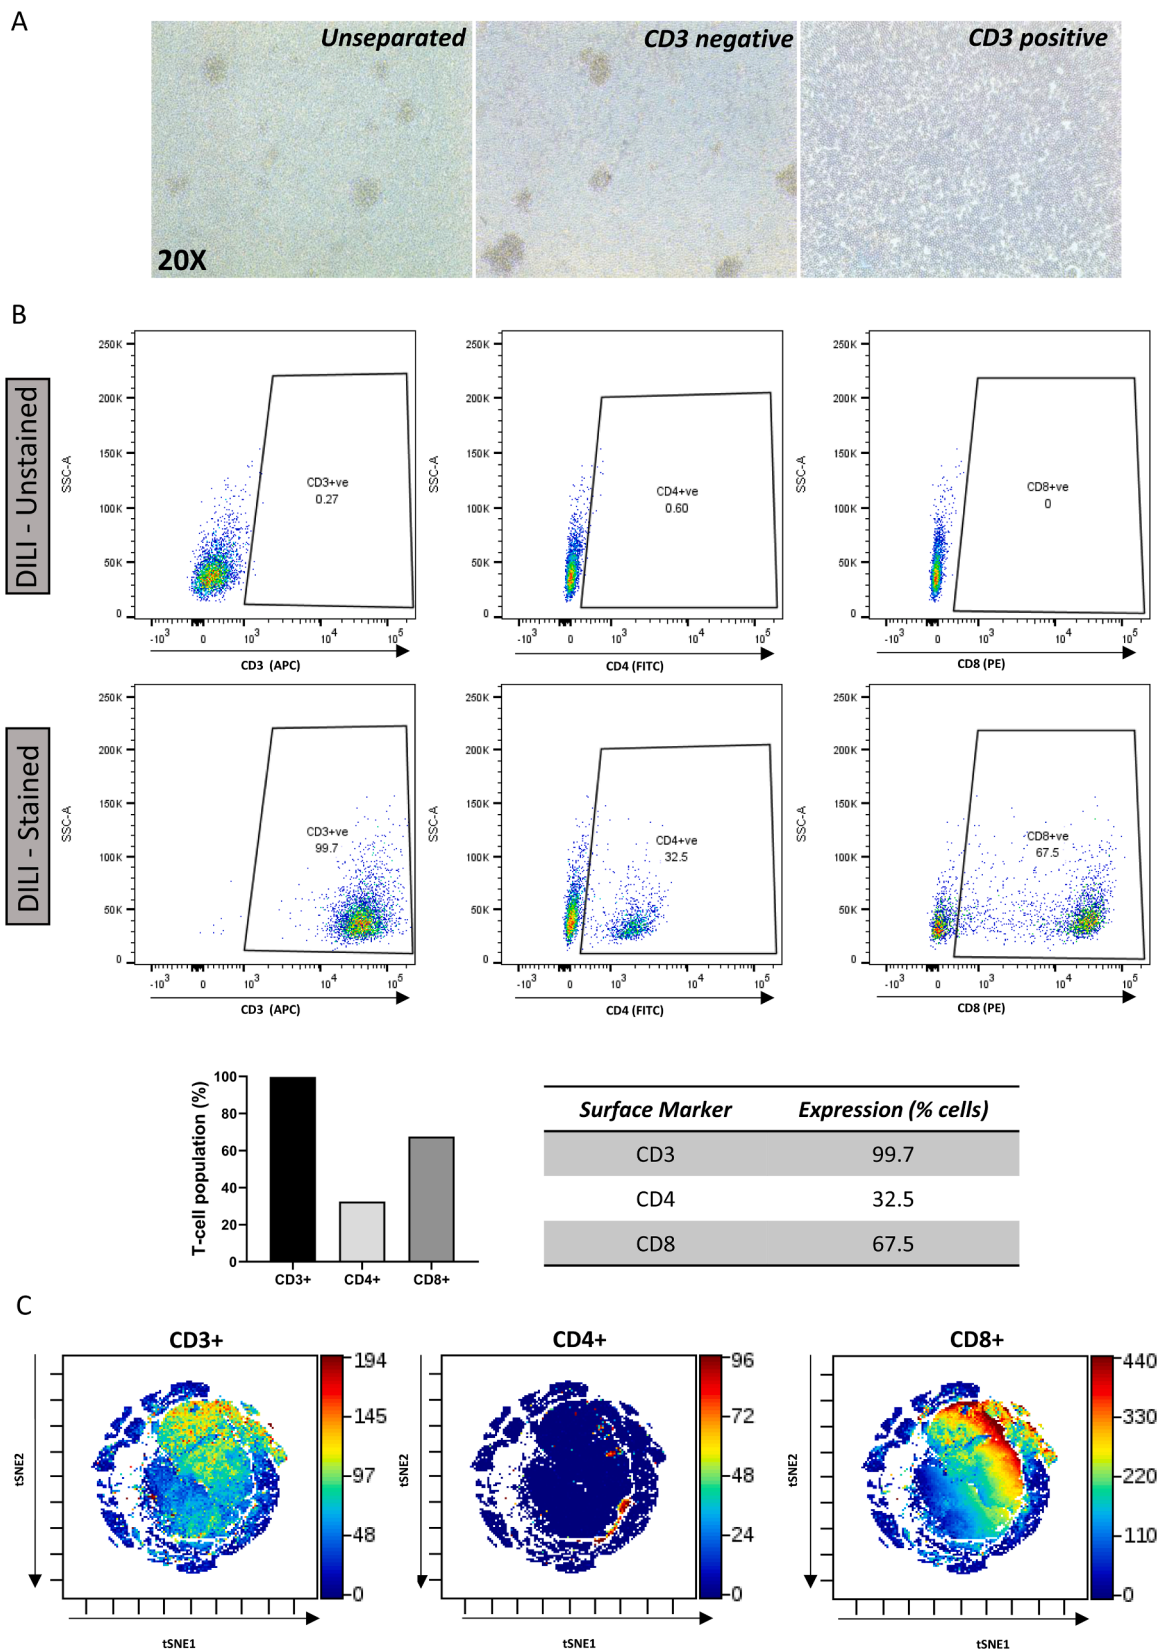 A
Unseparated
CD3 negative
CD3 positive
20X
B
DILI - Unstained
250K
200K
150K
100K
50K
0
SSC-A
CD3+ve
0.27
-10³ 0 10³ 10⁴ 10⁵
CD3 (APC)
250K
200K
150K
100K
50K
0
SSC-A
CD4+ve
0.60
-10³ 0 10³ 10⁴ 10⁵
CD4 (FITC)
250K
200K
150K
100K
50K
0
SSC-A
CD8+ve
0
-10³ 0 10³ 10⁴ 10⁵
CD8 (PE)
DILI - Stained
250K
200K
150K
100K
50K
0
SSC-A
CD3+ve
99.7
-10³ 0 10³ 10⁴ 10⁵
CD3 (APC)
250K
200K
150K
100K
50K
0
SSC-A
CD4+ve
32.5
-10³ 0 10³ 10⁴ 10⁵
CD4 (FITC)
250K
200K
150K
100K
50K
0
SSC-A
CD8+ve
67.5
-10³ 0 10³ 10⁴ 10⁵
CD8 (PE)
T-cell population (%)
100
80
60
40
20
0
CD3+ CD4+ CD8+
Surface Marker Expression (% cells)
CD3 99.7
CD4 32.5
CD8 67.5
C
CD3+
194
145
97
48
0
tSNE2
tSNE1
CD4+
96
72
48
24
0
tSNE2
tSNE1
CD8+
440
330
220
110
0
tSNE2
tSNE1